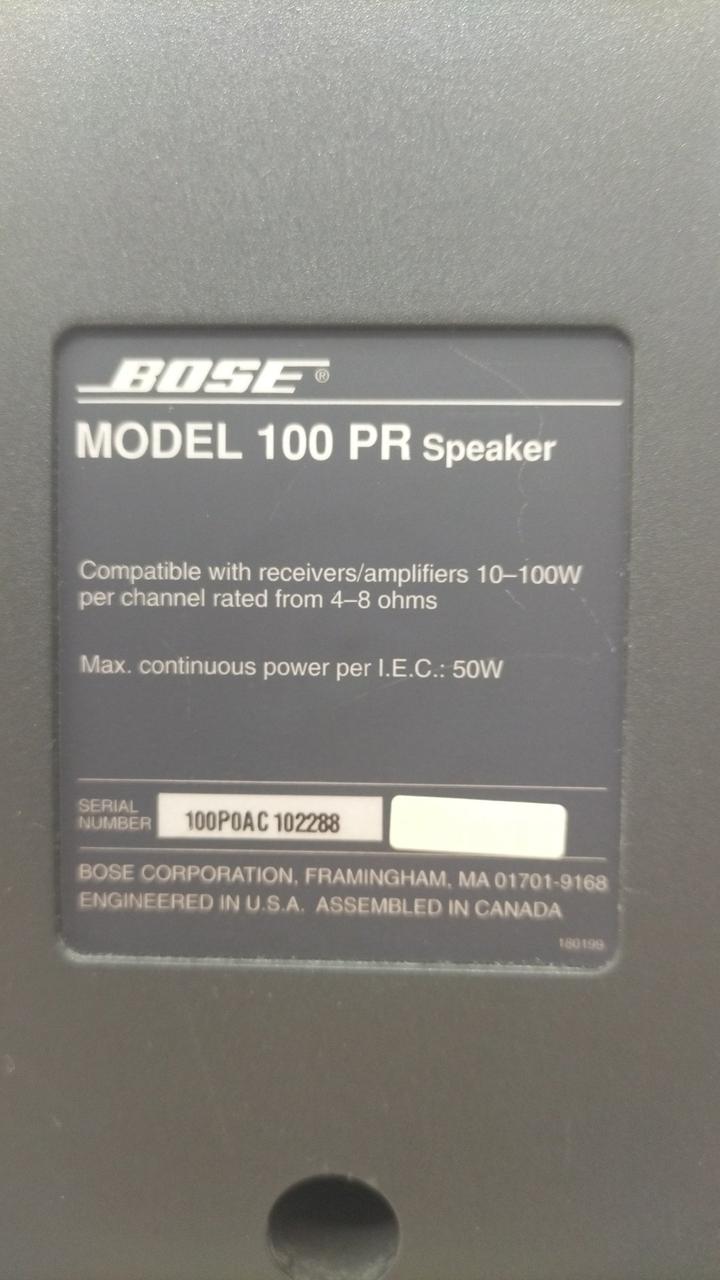 BOSE®
MODEL 100 PR Speaker
Compatible with receivers/amplifiers 10–100W
per channel rated from 4–8 ohms
Max. continuous power per I.E.C.: 50W
SERIAL
NUMBER
100P0AC 102288
BOSE CORPORATION, FRAMINGHAM, MA 01701-9168
ENGINEERED IN U.S.A. ASSEMBLED IN CANADA
180199